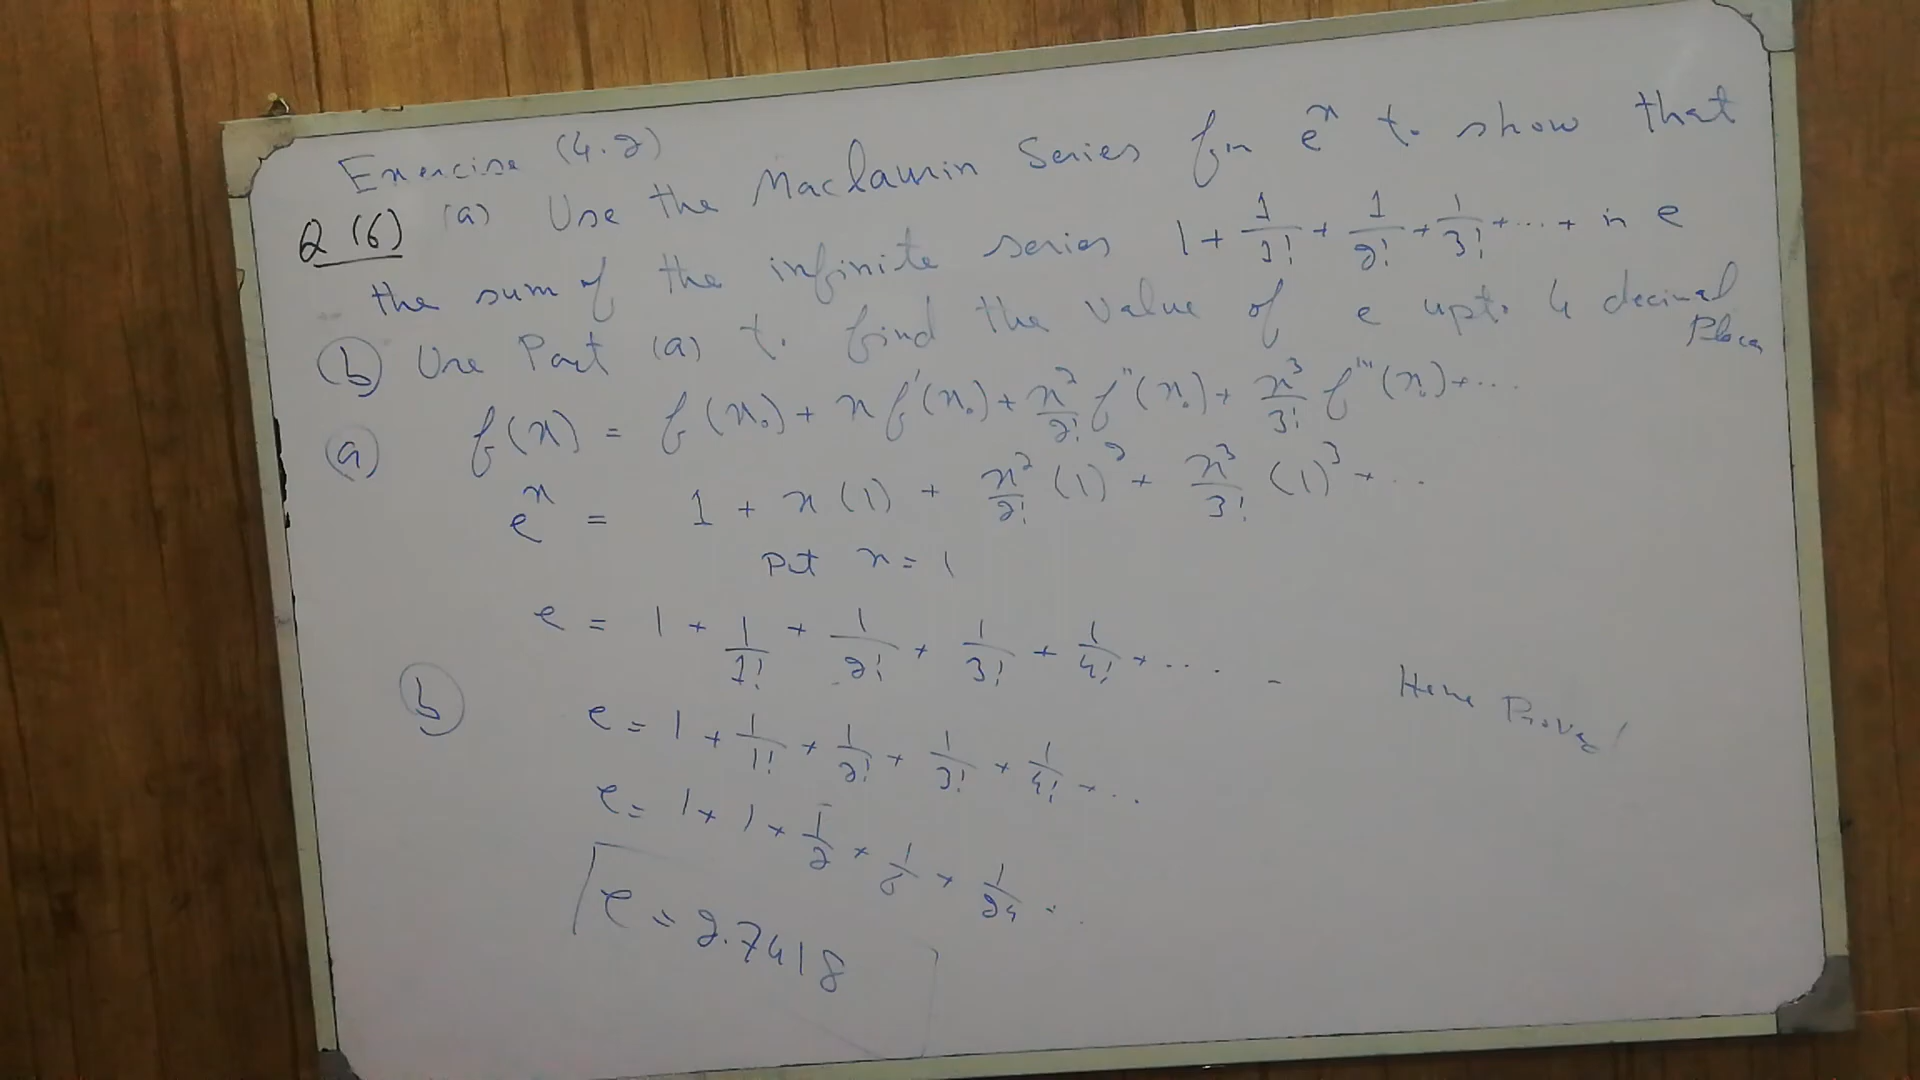 Exercise (4.2)
Q(6) (a) Use the Maclaurin Series for e^x to show that
the sum of the infinite series 1 + 1/1! + 1/2! + 1/3! + ... + is e
(b) Use Part (a) to find the value of e upto 4 decimal
Places
(a) f(x) = f(x₀) + x f'(x₀) + x²/2! f''(x₀) + x³/3! f'''(x₀) + ...
e^x = 1 + x(1) + x²/2! (1)² + x³/3! (1)³ + ...
Put x = 1
e = 1 + 1/1! + 1/2! + 1/3! + 1/4! + ... -
Hence Proved
(b) e = 1 + 1/1! + 1/2! + 1/3! + 1/4! + ...
e = 1 + 1 + 1/2 + 1/6 + 1/24 ...
e = 2.7418